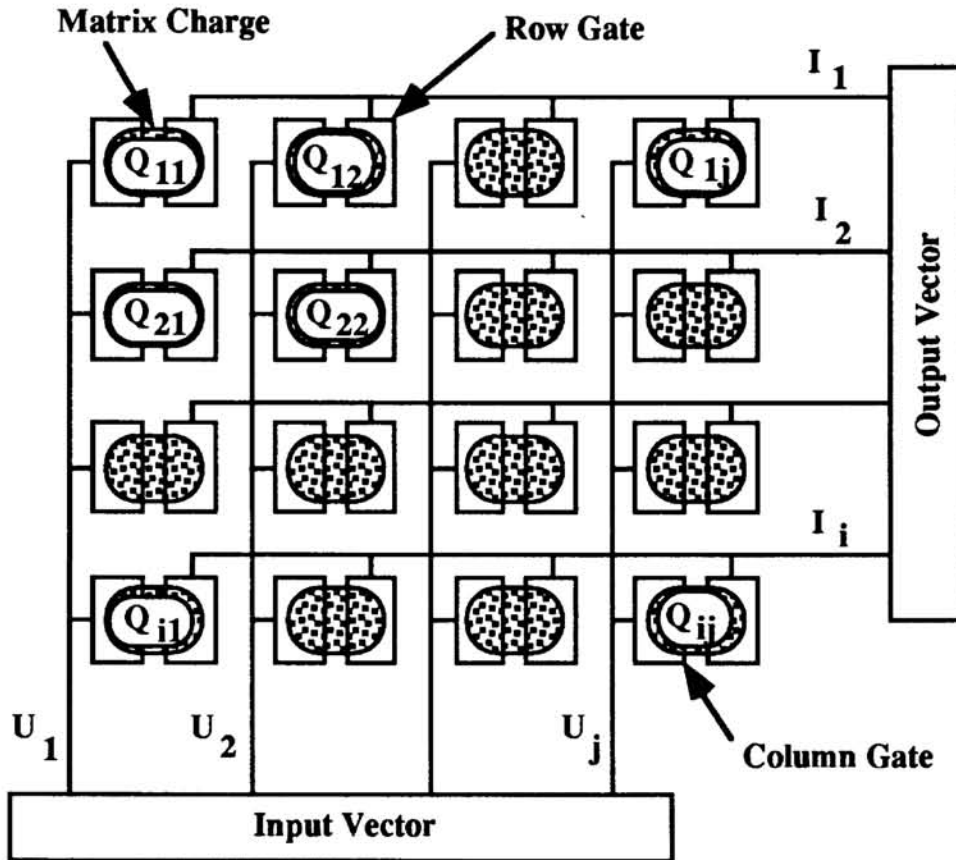 Matrix Charge
Row Gate
I 1
Q 11
Q 12
Q 1j
I 2
Q 21
Q 22
Output Vector
I i
Q i1
Q ij
U 1
U 2
U j
Column Gate
Input Vector